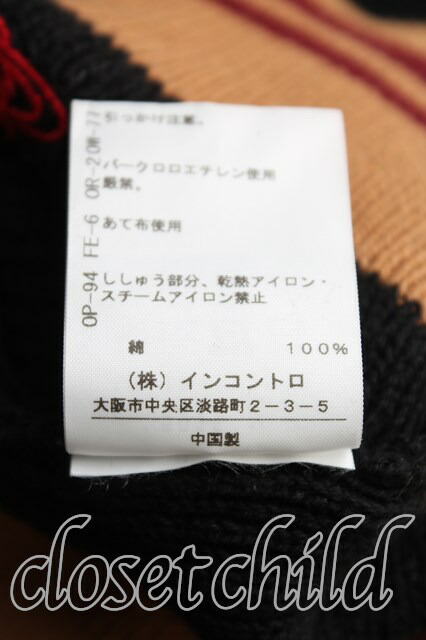 引っかけ注意。
パークロロエチレン使用
厳禁。
あて布使用
ししゅう部分、乾熱アイロン・
スチームアイロン禁止
綿 100%
（株）インコントロ
大阪市中央区淡路町2-3-5
中国製
OP-94 FE-6 OR-2 OW-77
closetchild